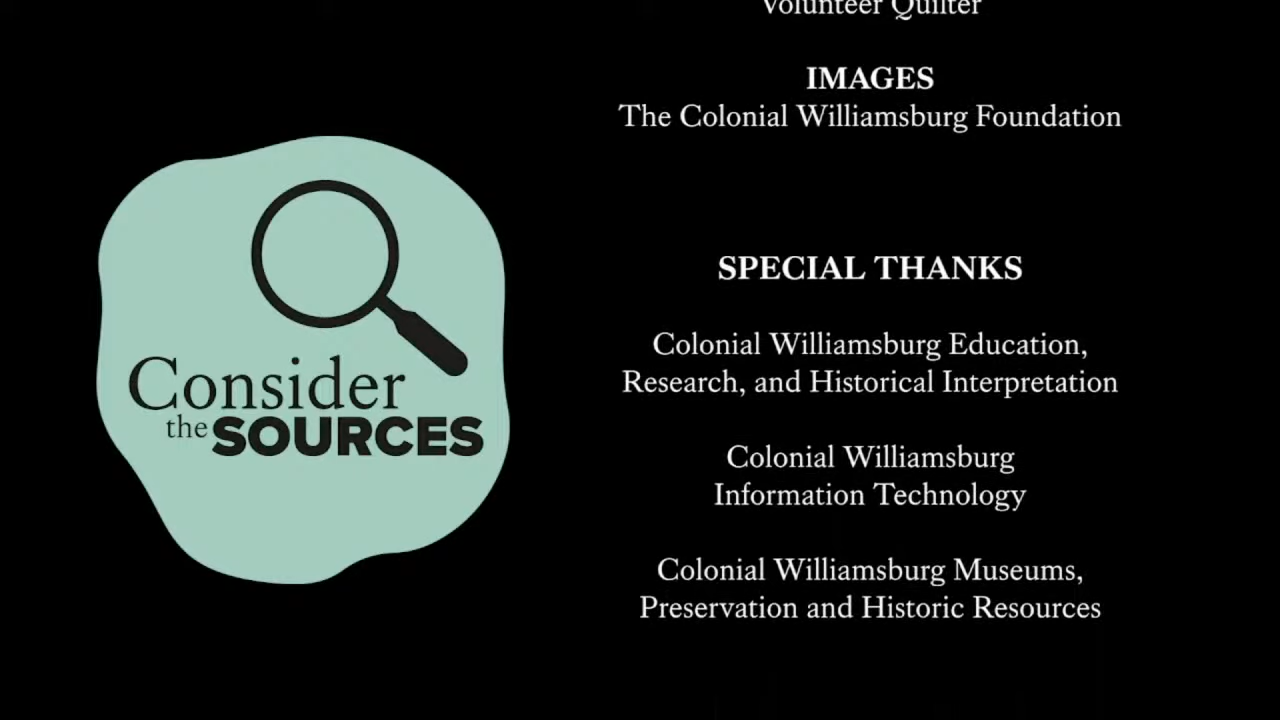 Volunteer Quilter
IMAGES
The Colonial Williamsburg Foundation
SPECIAL THANKS
Colonial Williamsburg Education,
Research, and Historical Interpretation
Colonial Williamsburg
Information Technology
Colonial Williamsburg Museums,
Preservation and Historic Resources
Consider
the SOURCES